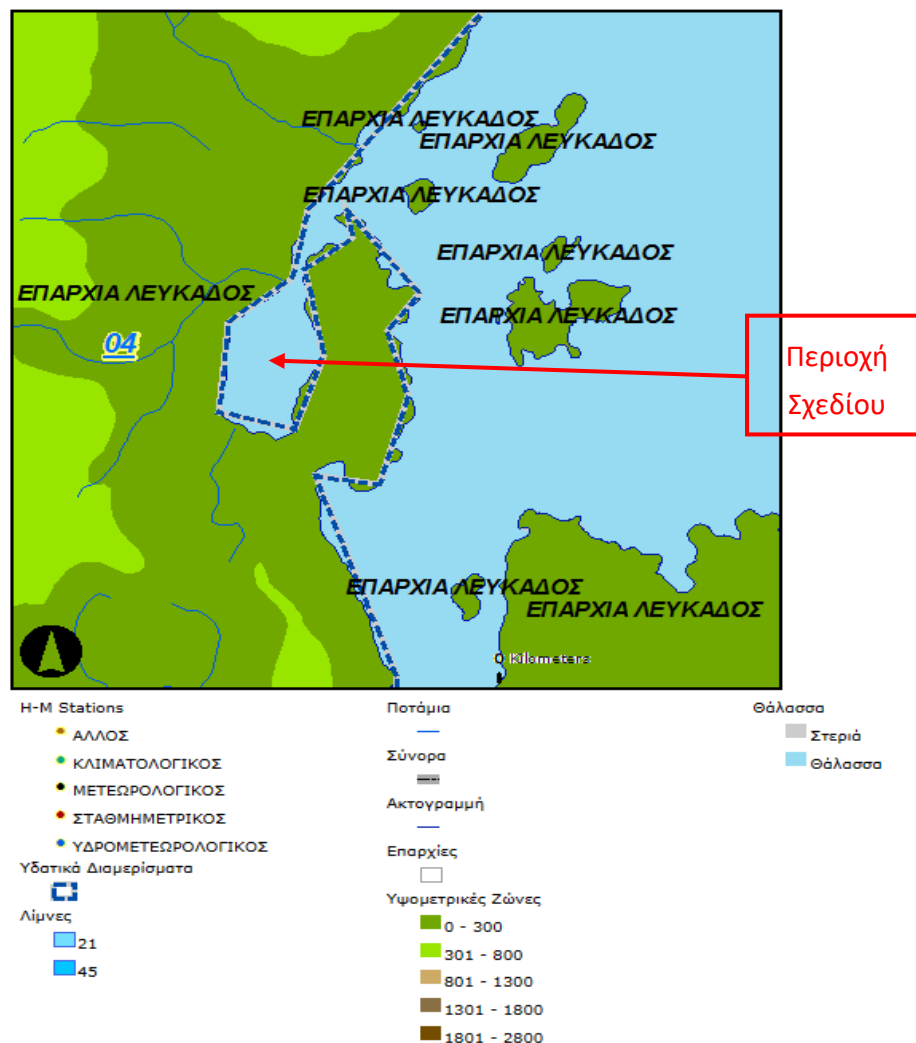 ΕΠΑΡΧΙΑ ΛΕΥΚΑΔΟΣ
ΕΠΑΡΧΙΑ ΛΕΥΚΑΔΟΣ
ΕΠΑΡΧΙΑ ΛΕΥΚΑΔΟΣ
ΕΠΑΡΧΙΑ ΛΕΥΚΑΔΟΣ
ΕΠΑΡΧΙΑ ΛΕΥΚΑΔΟΣ
ΕΠΑΡΧΙΑ ΛΕΥΚΑΔΟΣ
04
Περιοχή
Σχεδίου
ΕΠΑΡΧΙΑ ΛΕΥΚΑΔΟΣ
ΕΠΑΡΧΙΑ ΛΕΥΚΑΔΟΣ
0 Kilometers
H-M Stations
ΑΛΛΟΣ
ΚΛΙΜΑΤΟΛΟΓΙΚΟΣ
ΜΕΤΕΩΡΟΛΟΓΙΚΟΣ
ΣΤΑΘΜΗΜΕΤΡΙΚΟΣ
ΥΔΡΟΜΕΤΕΩΡΟΛΟΓΙΚΟΣ
Υδατικά Διαμερίσματα
Λίμνες
21
45
Ποτάμια
Σύνορα
Ακτογραμμή
Επαρχίες
Υψομετρικές Ζώνες
0 - 300
301 - 800
801 - 1300
1301 - 1800
1801 - 2800
Θάλασσα
Στεριά
Θάλασσα